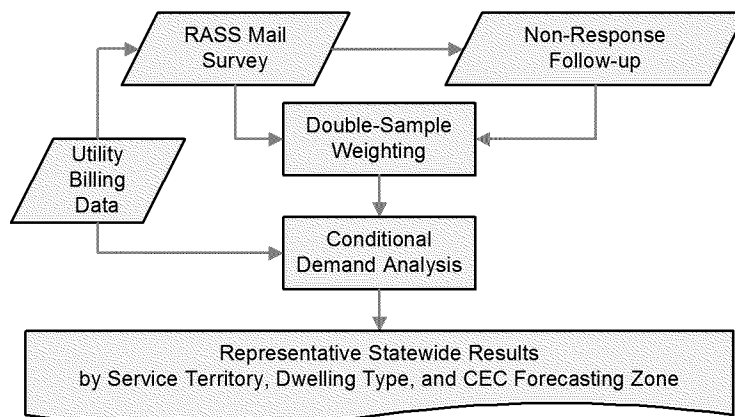 RASS Mail
Survey
Non-Response
Follow-up
Double-Sample
Weighting
Utility
Billing
Data
Conditional
Demand Analysis
Representative Statewide Results
by Service Territory, Dwelling Type, and CEC Forecasting Zone